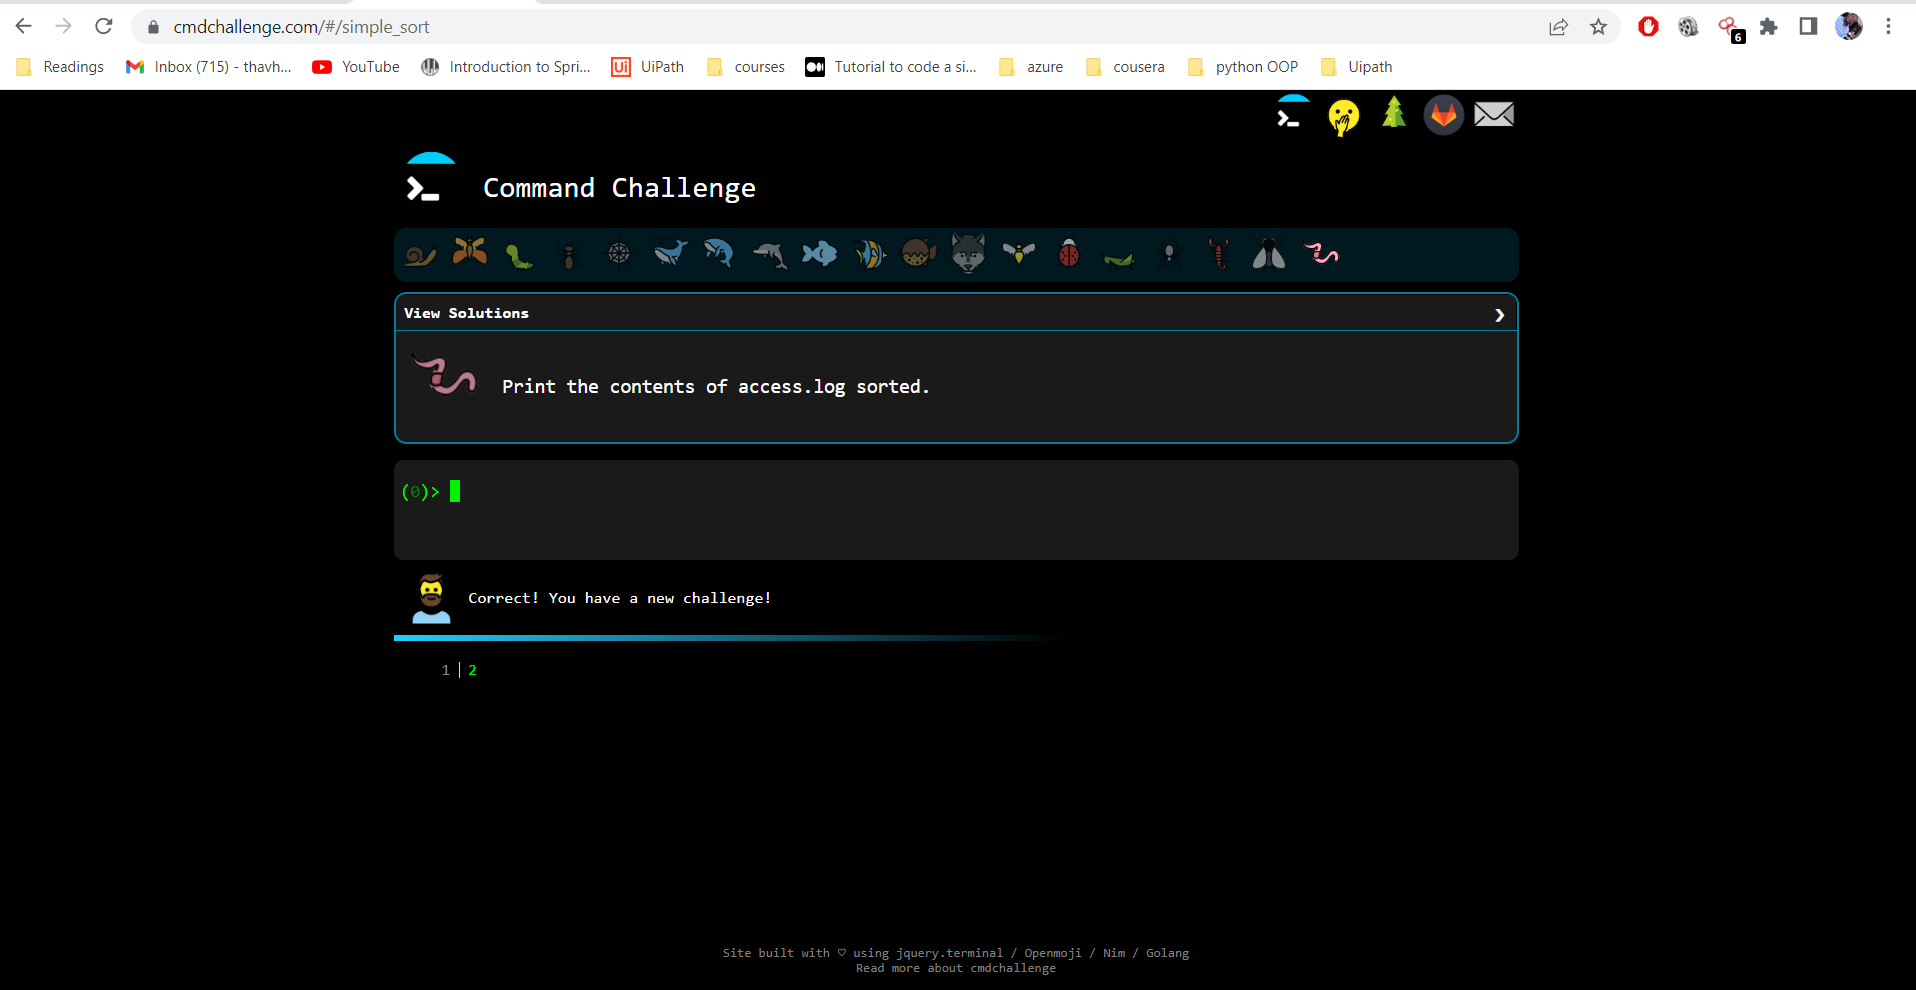 cmdchallenge.com/#/simple_sort
6
Readings Inbox (715) - thavh... YouTube Introduction to Spri... Ui UiPath courses Tutorial to code a si... azure cousera python OOP Uipath
Command Challenge
View Solutions
Print the contents of access.log sorted.
(0)>
Correct! You have a new challenge!
1 | 2
Site built with ♡ using jquery.terminal / Openmoji / Nim / Golang
Read more about cmdchallenge